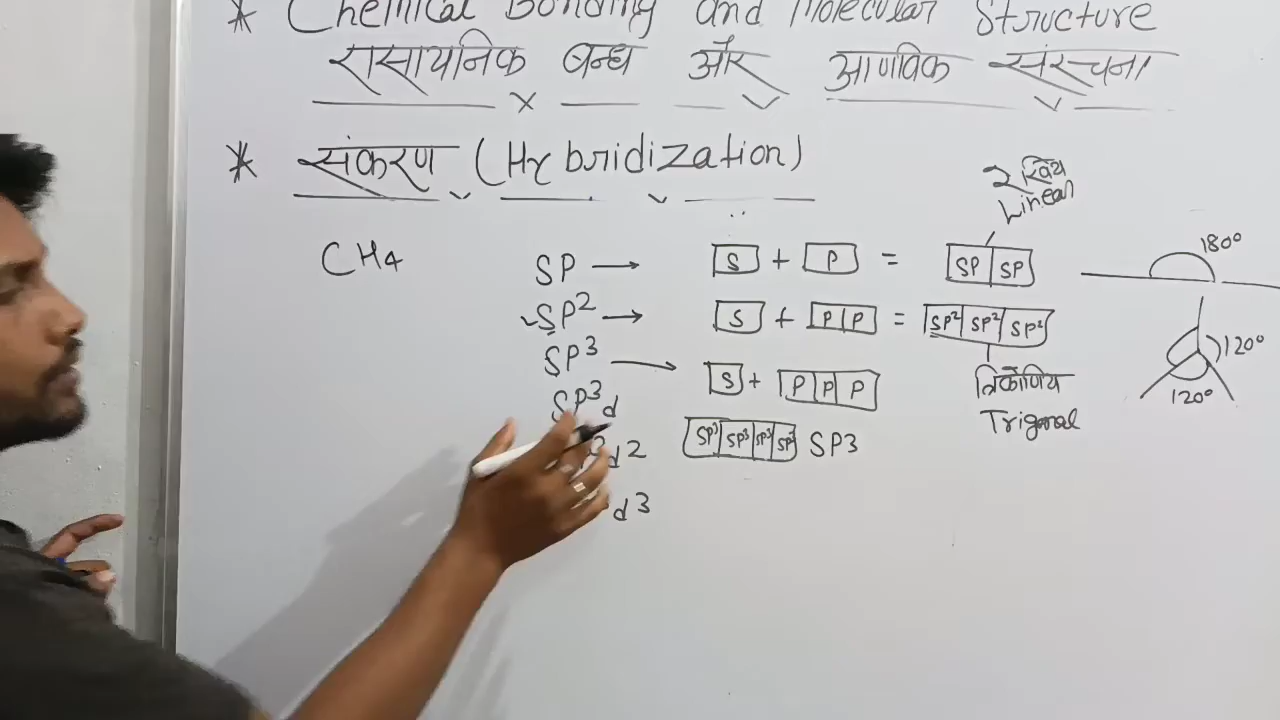 * Chemical Bonding and Molecular Structure
रासायनिक बन्ध और आणविक संरचना
* संकरण (Hybridization)
CH4
SP → S + P = SP SP
रेखिय
Linear
180°
SP2 → S + P P = SP2 SP2 SP2
120°
120°
त्रिकोणिय
Trigonal
SP3 → S + P P P
SP3 SP3 SP3 SP3 SP3
SP3d
d2
d3